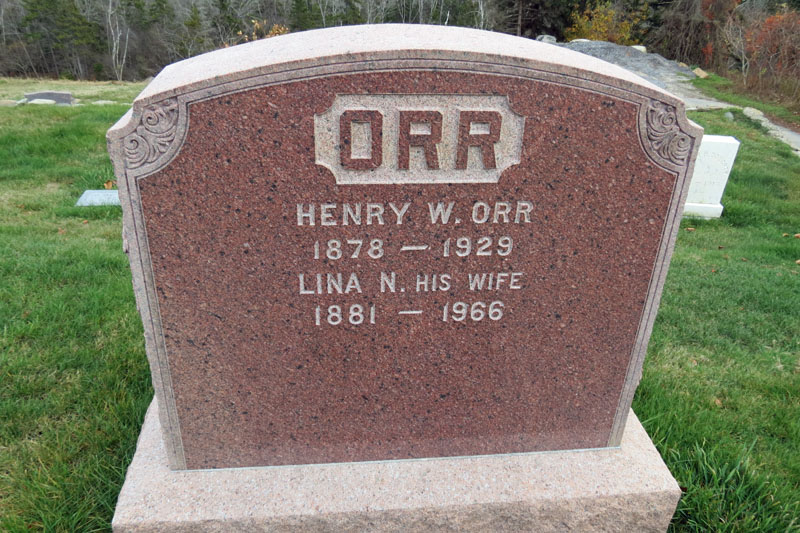 ORR
HENRY W. ORR
1878 — 1929
LINA N. HIS WIFE
1881 — 1966